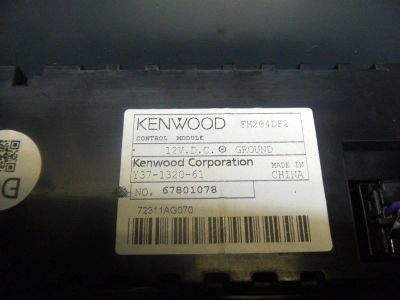 KENWOOD FH204DF2
CONTROL MODULE
12V.D.C. ⊖ GROUND
Kenwood Corporation MADE IN
Y37-1320-61 CHINA
NO. 67801078
72311AG070